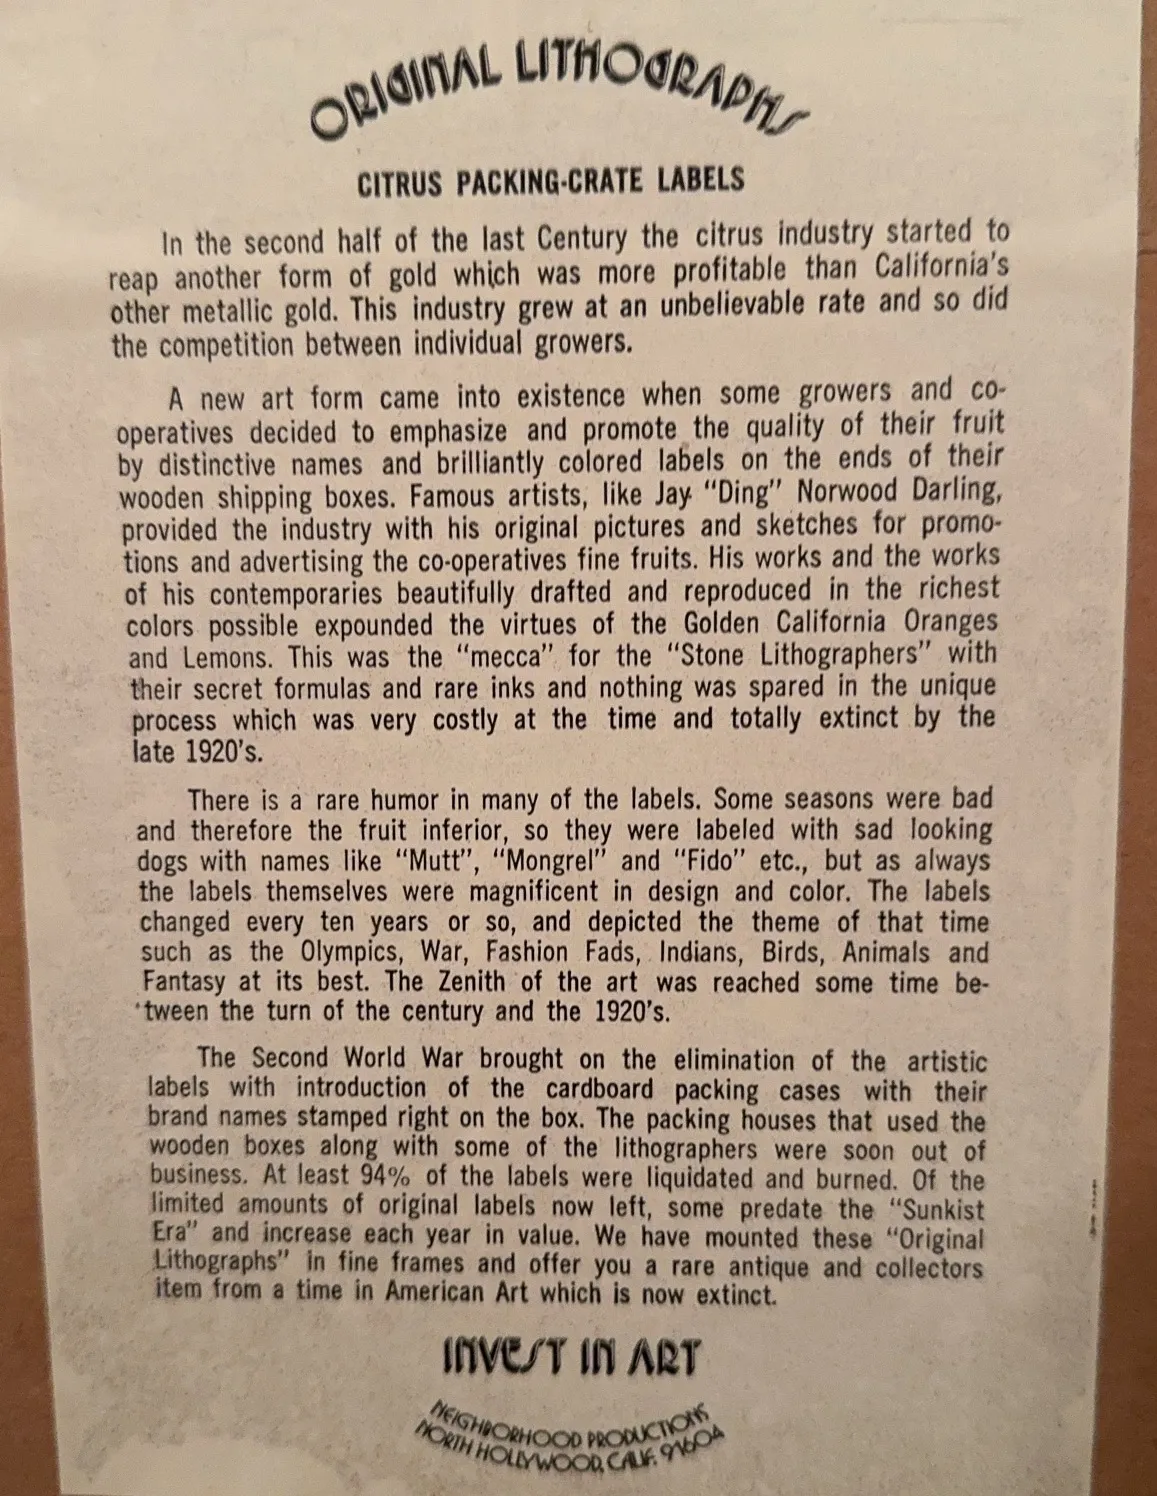 ORIGINAL LITHOGRAPHS
CITRUS PACKING-CRATE LABELS
In the second half of the last Century the citrus industry started to
reap another form of gold which was more profitable than California's
other metallic gold. This industry grew at an unbelievable rate and so did
the competition between individual growers.
A new art form came into existence when some growers and co-
operatives decided to emphasize and promote the quality of their fruit
by distinctive names and brilliantly colored labels on the ends of their
wooden shipping boxes. Famous artists, like Jay "Ding" Norwood Darling,
provided the industry with his original pictures and sketches for promo-
tions and advertising the co-operatives fine fruits. His works and the works
of his contemporaries beautifully drafted and reproduced in the richest
colors possible expounded the virtues of the Golden California Oranges
and Lemons. This was the "mecca" for the "Stone Lithographers" with
their secret formulas and rare inks and nothing was spared in the unique
process which was very costly at the time and totally extinct by the
late 1920's.
There is a rare humor in many of the labels. Some seasons were bad
and therefore the fruit inferior, so they were labeled with sad looking
dogs with names like "Mutt", "Mongrel" and "Fido" etc., but as always
the labels themselves were magnificent in design and color. The labels
changed every ten years or so, and depicted the theme of that time
such as the Olympics, War, Fashion Fads, Indians, Birds, Animals and
Fantasy at its best. The Zenith of the art was reached some time be-
tween the turn of the century and the 1920's.
The Second World War brought on the elimination of the artistic
labels with introduction of the cardboard packing cases with their
brand names stamped right on the box. The packing houses that used the
wooden boxes along with some of the lithographers were soon out of
business. At least 94% of the labels were liquidated and burned. Of the
limited amounts of original labels now left, some predate the "Sunkist
Era" and increase each year in value. We have mounted these "Original
Lithographs" in fine frames and offer you a rare antique and collectors
item from a time in American Art which is now extinct.
INVEST IN ART
NEIGHBORHOOD PRODUCTIONS
NORTH HOLLYWOOD, CALIF. 91604